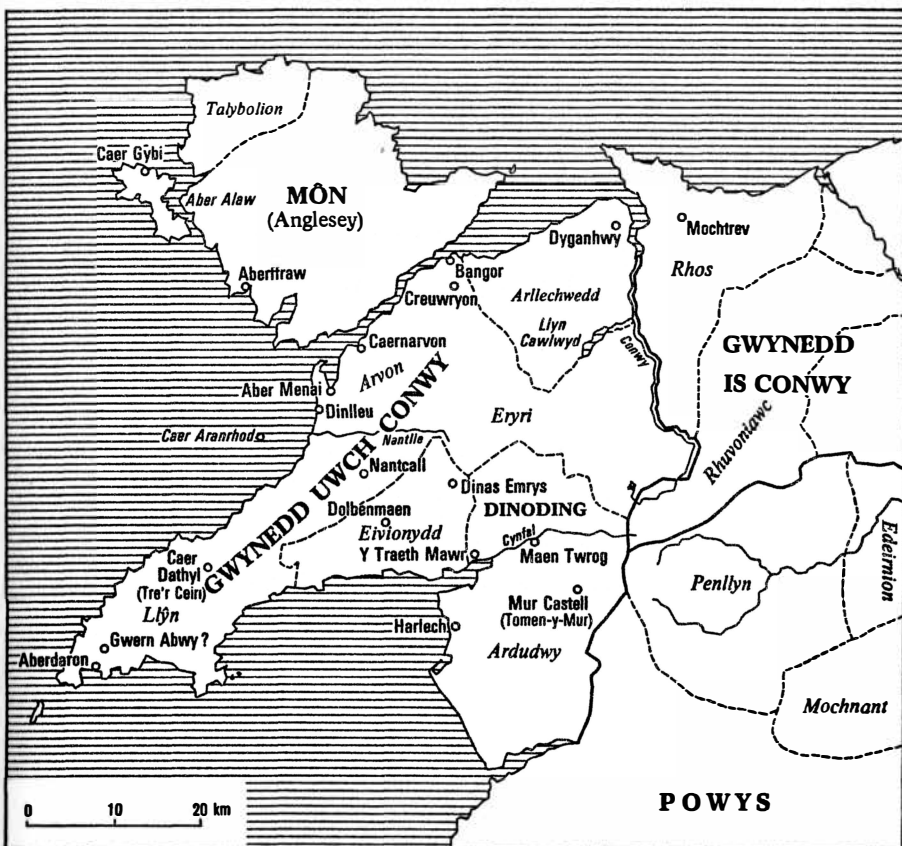 Talybolion
Caer Gybi
Aber Alaw
MÔN
(Anglesey)
Aberffraw
Dyganhwy
Mochtrev
Rhos
Bangor
Creuwryon
Arllechwedd
Llyn
Cawlwyd
Conwy
Caernarvon
Arvon
GWYNEDD
IS CONWY
Aber Menai
Dinlleu
Eryri
Rhuvoniawc
Caer Aranrhod
GWYNEDD UWCH CONWY
Nantlle
Nantcall
Dinas Emrys
DINODING
Dolbenmaen
Eivionydd
Cynfal
Y Traeth Mawr
Maen Twrog
Edeirnion
Caer
Dathyl
(Tre'r Cein)
Llŷn
Penllyn
Mur Castell
(Tomen-y-Mur)
Harlech
Gwern Abwy ?
Ardudwy
Aberdaron
Mochnant
0 10 20 km
POWYS